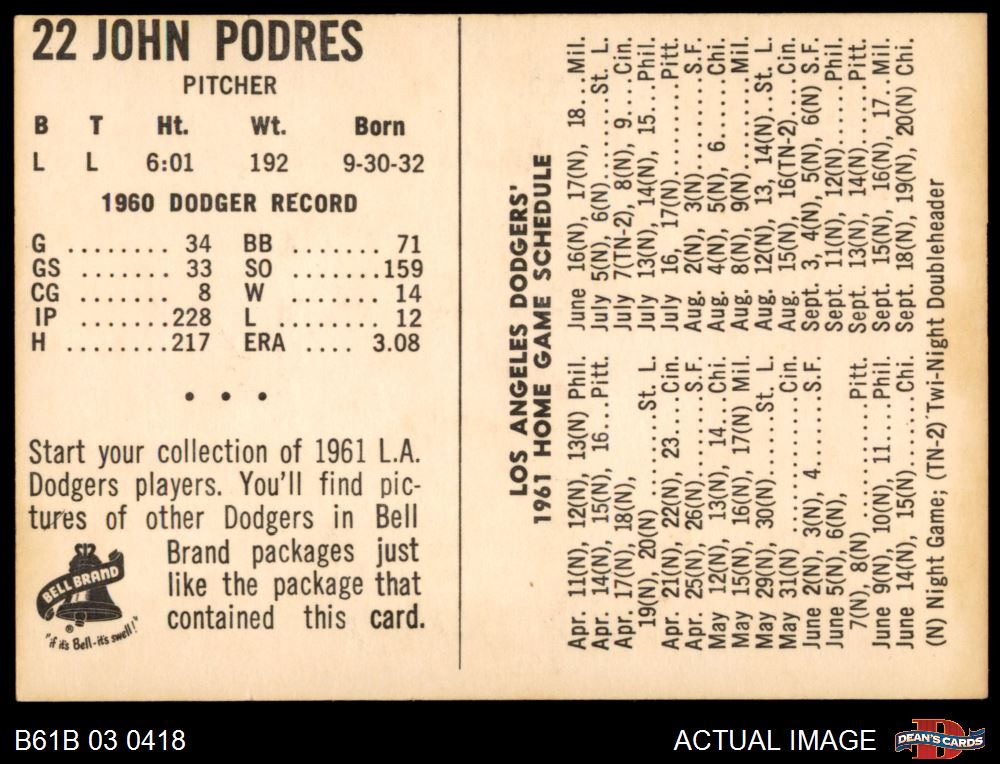 22 JOHN PODRES
PITCHER
B T Ht. Wt. Born
L L 6:01 192 9-30-32
1960 DODGER RECORD
G ........ 34 BB ........ 71
GS ....... 33 SO ........159
CG ........ 8 W ........ 14
IP .......228 L ........ 12
H ........217 ERA .... 3.08
• • •
Start your collection of 1961 L.A.
Dodgers players. You'll find pic-
tures of other Dodgers in Bell
Brand packages just
like the package that
contained this card.
BELL BRAND
®
"if it's Bell-it's swell!"
LOS ANGELES DODGERS'
1961 HOME GAME SCHEDULE
Apr. 11(N), 12(N), 13(N) Phil.
Apr. 14(N), 15(N), 16...Pitt.
Apr. 17(N), 18(N),
19(N), 20(N) ......St. L.
Apr. 21(N), 22(N), 23....Cin.
Apr. 25(N), 26(N).......S.F.
May 12(N), 13(N), 14...Chi.
May 15(N), 16(N), 17(N) Mil.
May 29(N), 30(N)......St. L.
May 31(N) ............Cin.
June 2(N), 3(N), 4......S.F.
June 5(N), 6(N),
7(N), 8(N) ........Pitt.
June 9(N), 10(N), 11...Phil.
June 14(N), 15(N).......Chi.
June 16(N), 17(N), 18...Mil.
July 5(N), 6(N).......St. L.
July 7(TN-2), 8(N), 9....Cin.
July 13(N), 14(N), 15...Phil.
July 16, 17(N).........Pitt.
Aug. 2(N), 3(N)........S.F.
Aug. 4(N), 5(N), 6.....Chi.
Aug. 8(N), 9(N)........Mil.
Aug. 12(N), 13, 14(N)..St. L.
Aug. 15(N), 16(TN-2)....Cin.
Sept. 3, 4(N), 5(N), 6(N) S.F.
Sept. 11(N), 12(N).....Phil.
Sept. 13(N), 14(N).....Pitt.
Sept. 15(N), 16(N), 17..Mil.
Sept. 18(N), 19(N), 20(N) Chi.
(N) Night Game; (TN-2) Twi-Night Doubleheader
B61B 03 0418
ACTUAL IMAGE
D
DEAN'S CARDS